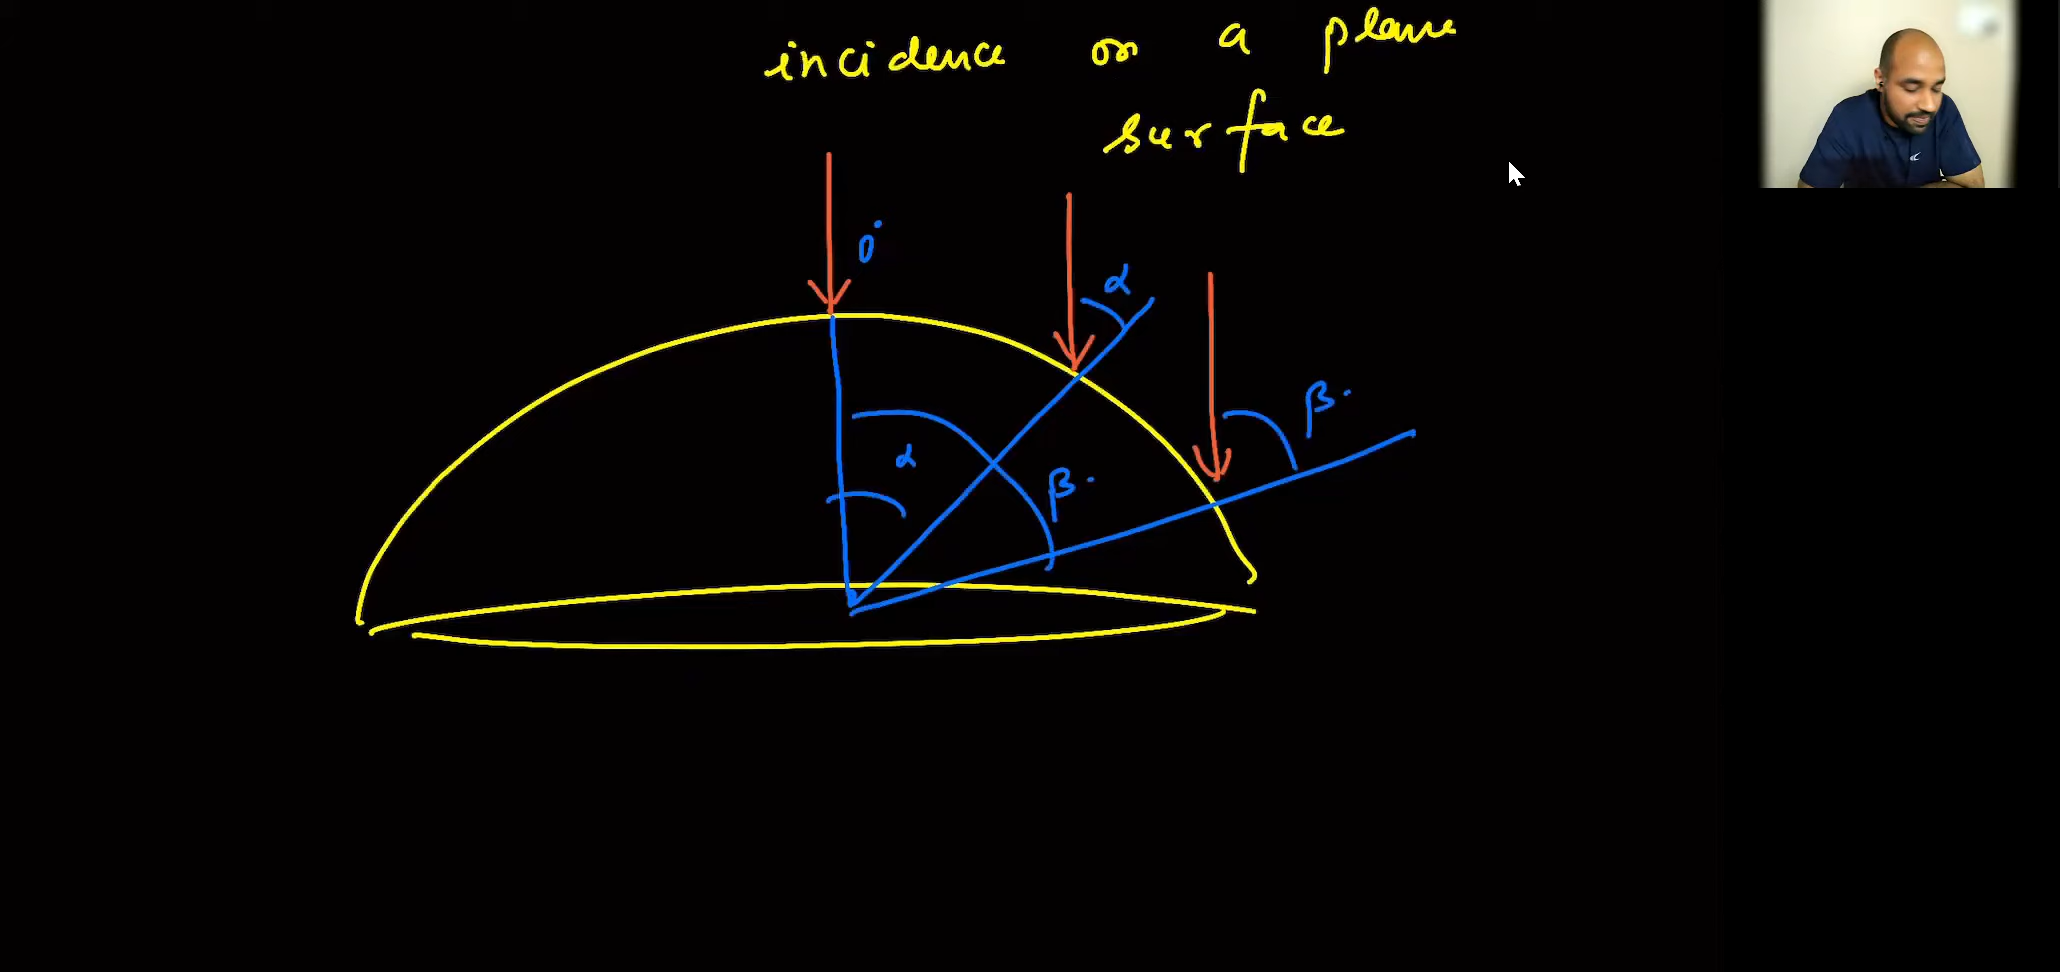 incidence on a plane
surface
0°
α
α
β
β